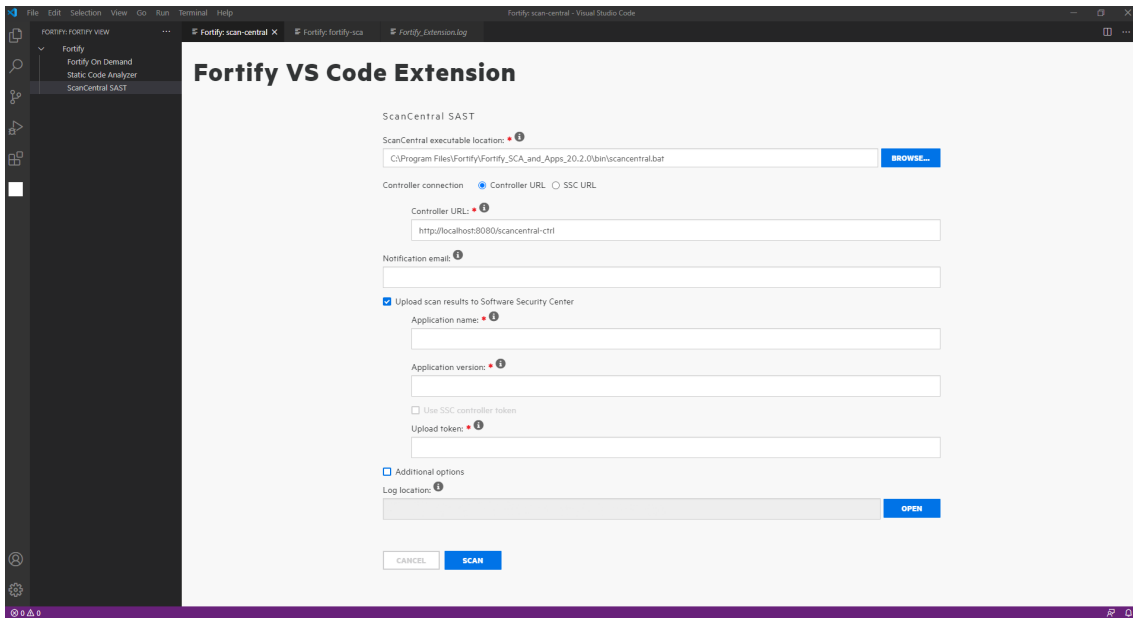 File Edit Selection View Go Run Terminal Help Fortify: scan-central - Visual Studio Code
FORTIFY: FORTIFY VIEW ...
Fortify: scan-central Fortify: fortify-sca Fortify_Extension.log
Fortify
Fortify On Demand
Static Code Analyzer
ScanCentral SAST
Fortify VS Code Extension
ScanCentral SAST
ScanCentral executable location: *
C:\Program Files\Fortify\Fortify_SCA_and_Apps_20.2.0\bin\scancentral.bat BROWSE...
Controller connection Controller URL SSC URL
Controller URL: *
http://localhost:8080/scancentral-ctrl
Notification email:
Upload scan results to Software Security Center
Application name: *
Application version: *
Use SSC controller token
Upload token: *
Additional options
Log location:
OPEN
CANCEL SCAN
0 0